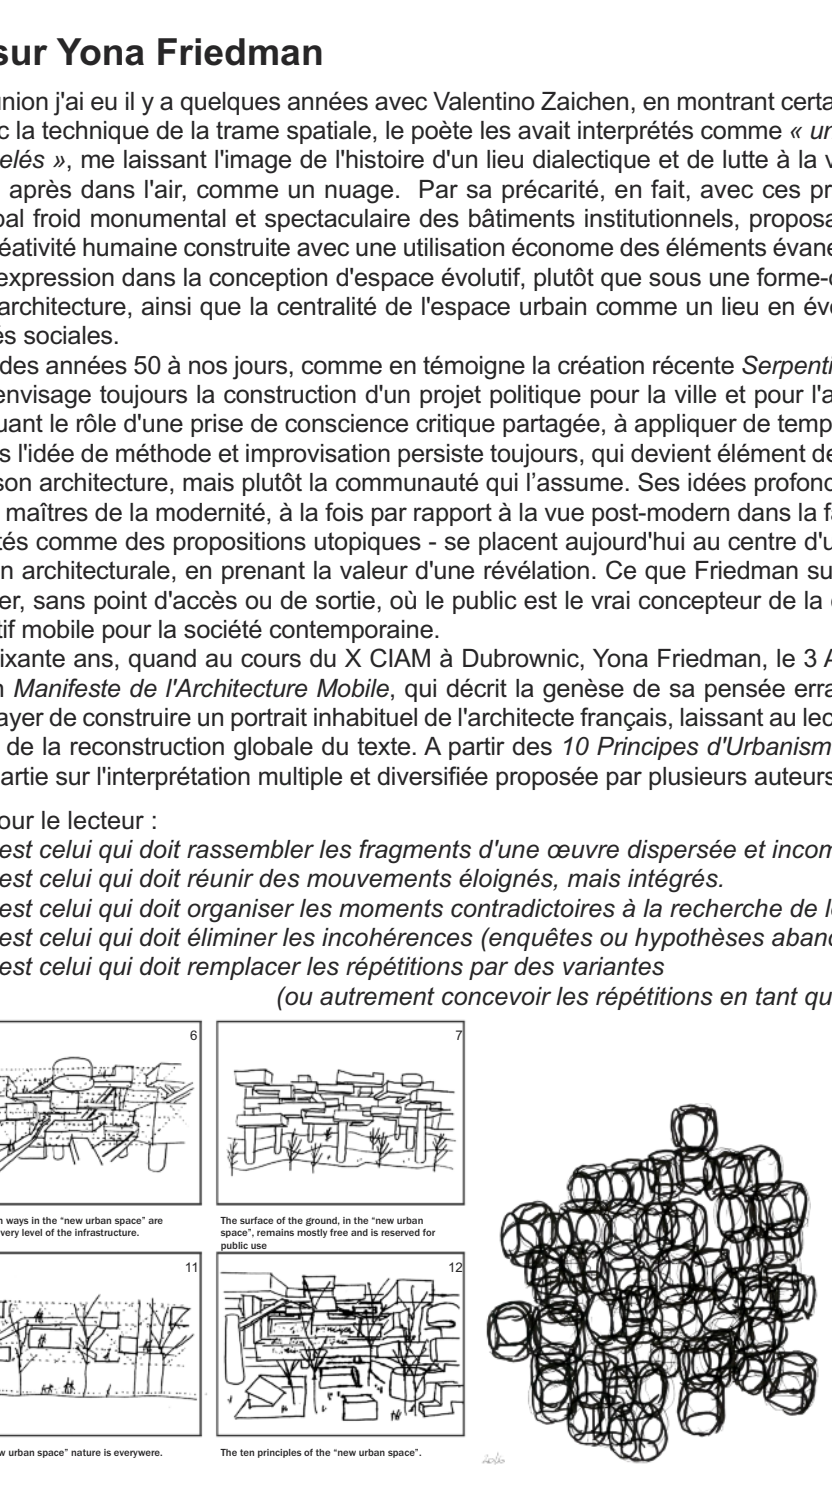 sur Yona Friedman
union j'ai eu il y a quelques années avec Valentino Zaichen, en montrant certa
c la technique de la trame spatiale, le poète les avait interprétés comme « ur
elés », me laissant l'image de l'histoire d'un lieu dialectique et de lutte à la v
après dans l'air, comme un nuage. Par sa précarité, en fait, avec ces pr
oal froid monumental et spectaculaire des bâtiments institutionnels, proposa
éativité humaine construite avec une utilisation économe des éléments évane
expression dans la conception d'espace évolutif, plutôt que sous une forme-
architecture, ainsi que la centralité de l'espace urbain comme un lieu en évo
és sociales.
des années 50 à nos jours, comme en témoigne la création récente Serpenti
envisage toujours la construction d'un projet politique pour la ville et pour l'a
uant le rôle d'une prise de conscience critique partagée, à appliquer de temp
s l'idée de méthode et improvisation persiste toujours, qui devient élément de
son architecture, mais plutôt la communauté qui l’assume. Ses idées profond
maîtres de la modernité, à la fois par rapport à la vue post-modern dans la fa
tés comme des propositions utopiques - se placent aujourd'hui au centre d'u
n architecturale, en prenant la valeur d'une révélation. Ce que Friedman su
er, sans point d'accès ou de sortie, où le public est le vrai concepteur de la
tif mobile pour la société contemporaine.
ixante ans, quand au cours du X CIAM à Dubrownic, Yona Friedman, le 3 A
n Manifeste de l'Architecture Mobile, qui décrit la genèse de sa pensée erra
ayer de construire un portrait inhabituel de l'architecte français, laissant au lec
de la reconstruction globale du texte. A partir des 10 Principes d'Urbanism
artie sur l'interprétation multiple et diversifiée proposée par plusieurs auteurs
our le lecteur :
est celui qui doit rassembler les fragments d'une œuvre dispersée et incom
est celui qui doit réunir des mouvements éloignés, mais intégrés.
est celui qui doit organiser les moments contradictoires à la recherche de l
est celui qui doit éliminer les incohérences (enquêtes ou hypothèses aband
est celui qui doit remplacer les répétitions par des variantes
(ou autrement concevoir les répétitions en tant qu
6
7
n ways in the “new urban space” are
very level of the infrastructure.
The surface of the ground, in the “new urban
space”, remains mostly free and is reserved for
public use
11
12
w urban space” nature is everywere.
The ten principles of the “new urban space”.